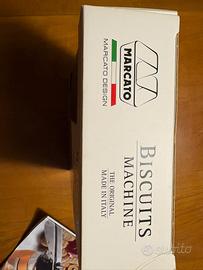 MARCATO
MARCATO DESIGN
BISCUITS
MACHINE
THE ORIGINAL
MADE IN ITALY
subito